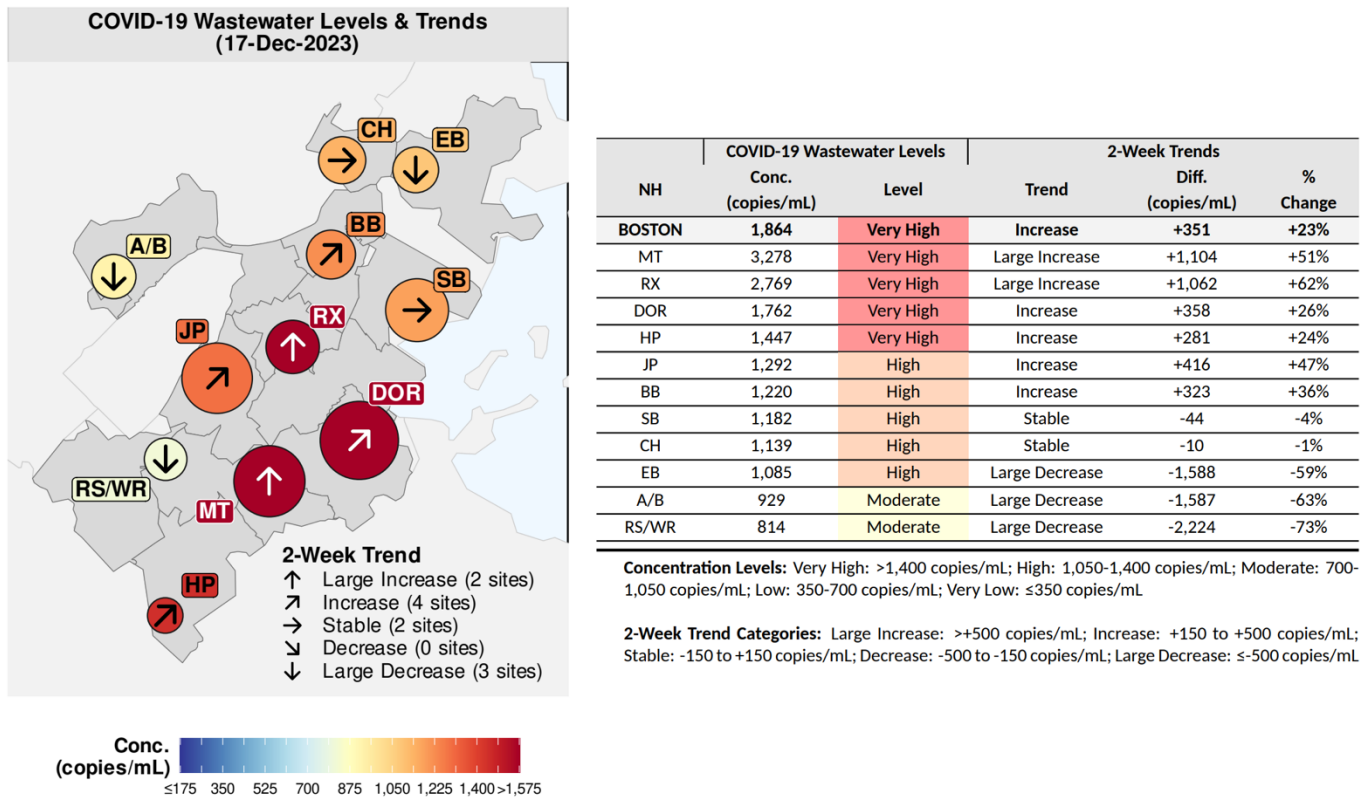 COVID-19 Wastewater Levels & Trends
(17-Dec-2023)
CH
EB
BB
A/B
SB
RX
JP
DOR
RS/WR
MT
HP
2-Week Trend
↑ Large Increase (2 sites)
↗ Increase (4 sites)
→ Stable (2 sites)
↘ Decrease (0 sites)
↓ Large Decrease (3 sites)
Conc.
(copies/mL)
≤175 350 525 700 875 1,050 1,225 1,400 >1,575
COVID-19 Wastewater Levels 2-Week Trends
NH Conc. (copies/mL) Level Trend Diff. (copies/mL) % Change
BOSTON 1,864 Very High Increase +351 +23%
MT 3,278 Very High Large Increase +1,104 +51%
RX 2,769 Very High Large Increase +1,062 +62%
DOR 1,762 Very High Increase +358 +26%
HP 1,447 Very High Increase +281 +24%
JP 1,292 High Increase +416 +47%
BB 1,220 High Increase +323 +36%
SB 1,182 High Stable -44 -4%
CH 1,139 High Stable -10 -1%
EB 1,085 High Large Decrease -1,588 -59%
A/B 929 Moderate Large Decrease -1,587 -63%
RS/WR 814 Moderate Large Decrease -2,224 -73%
Concentration Levels: Very High: >1,400 copies/mL; High: 1,050-1,400 copies/mL; Moderate: 700-
1,050 copies/mL; Low: 350-700 copies/mL; Very Low: ≤350 copies/mL
2-Week Trend Categories: Large Increase: >+500 copies/mL; Increase: +150 to +500 copies/mL;
Stable: -150 to +150 copies/mL; Decrease: -500 to -150 copies/mL; Large Decrease: ≤-500 copies/mL